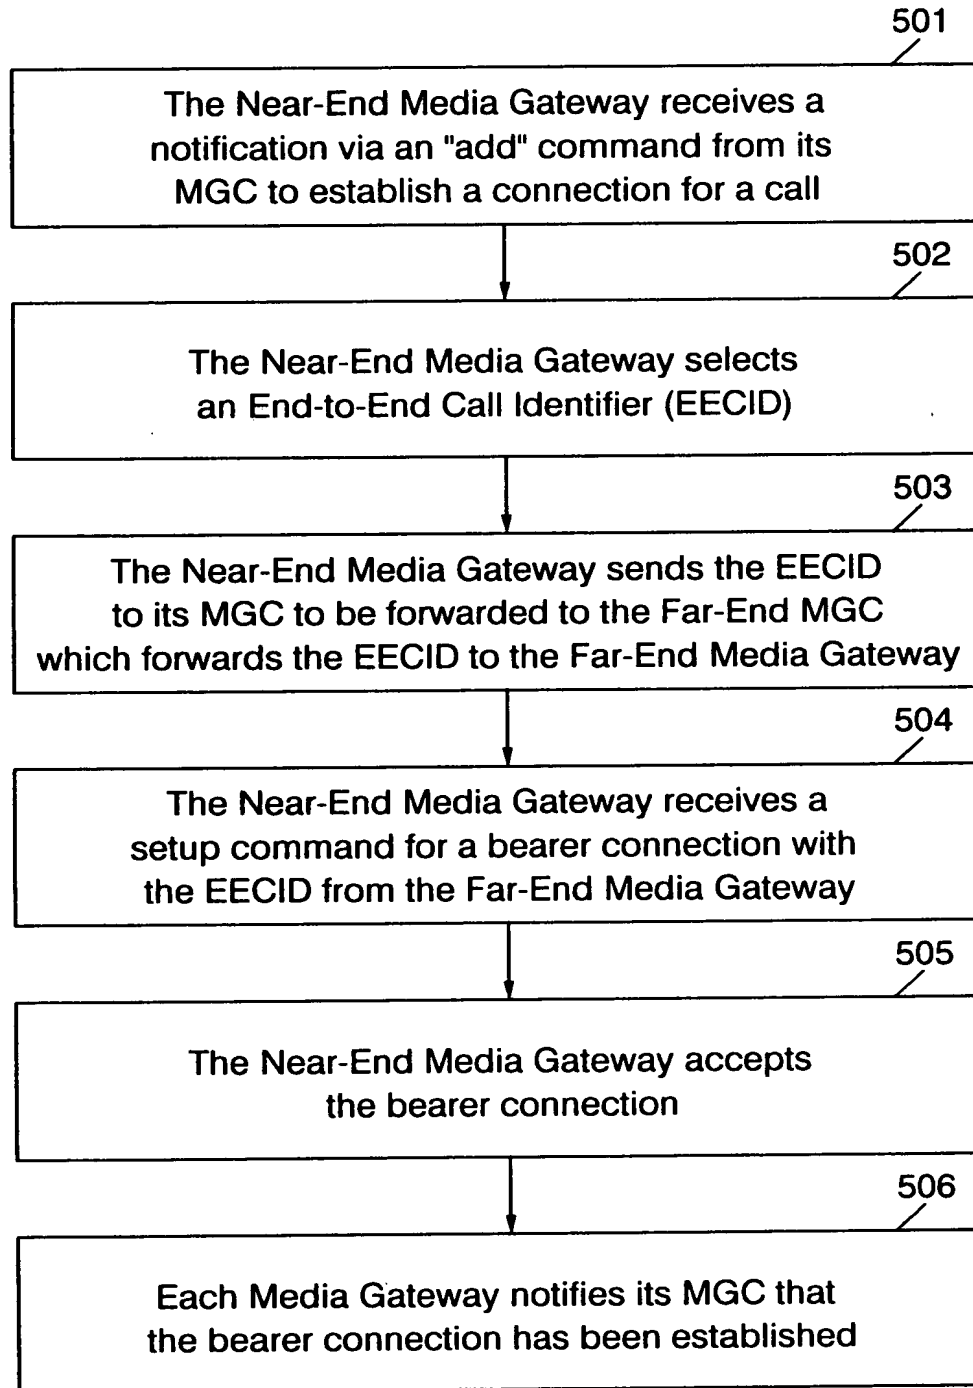 501
The Near-End Media Gateway receives a
notification via an "add" command from its
MGC to establish a connection for a call
502
The Near-End Media Gateway selects
an End-to-End Call Identifier (EECID)
503
The Near-End Media Gateway sends the EECID
to its MGC to be forwarded to the Far-End MGC
which forwards the EECID to the Far-End Media Gateway
504
The Near-End Media Gateway receives a
setup command for a bearer connection with
the EECID from the Far-End Media Gateway
505
The Near-End Media Gateway accepts
the bearer connection
506
Each Media Gateway notifies its MGC that
the bearer connection has been established